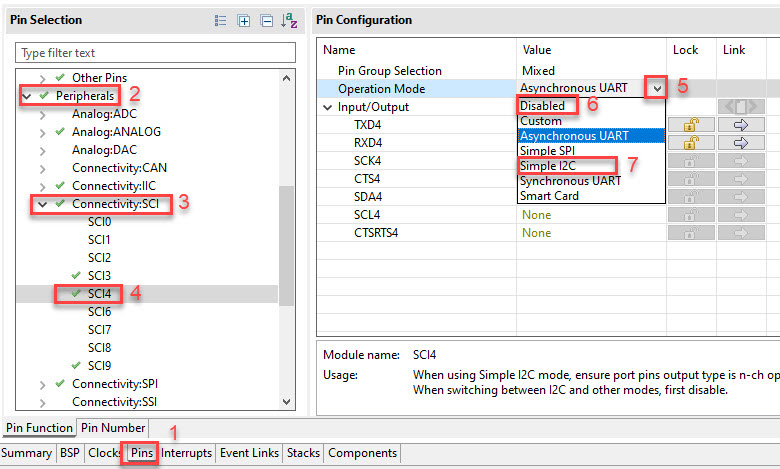 Pin Selection
Type filter text
Other Pins
Peripherals 2
Analog:ADC
Analog:ANALOG
Analog:DAC
Connectivity:CAN
Connectivity:IIC
Connectivity:SCI 3
SCI0
SCI1
SCI2
SCI3
SCI4 4
SCI6
SCI7
SCI8
SCI9
Connectivity:SPI
Connectivity:SSI
Pin Configuration
Name Value Lock Link
Pin Group Selection Mixed
Operation Mode Asynchronous UART 5
Input/Output Disabled 6
Custom
TXD4 Asynchronous UART
RXD4 Simple SPI
SCK4 Simple I2C 7
CTS4 Synchronous UART
SDA4 Smart Card
SCL4 None
CTSRTS4 None
Module name: SCI4
Usage: When using Simple I2C mode, ensure port pins output type is n-ch op
When switching between I2C and other modes, first disable.
Pin Function Pin Number
1
Summary BSP Clocks Pins Interrupts Event Links Stacks Components